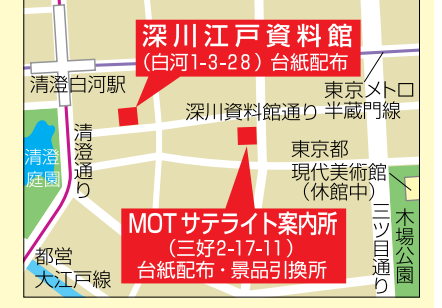 深川江戸資料館
(白河1-3-28) 台紙配布
清澄白河駅
東京メトロ
半蔵門線
深川資料館通り
清澄通り
清澄
庭園
東京都
現代美術館
(休館中)
MOTサテライト案内所
(三好2-17-11)
台紙配布・景品引換所
三ツ目通り
木場公園
都営
大江戸線